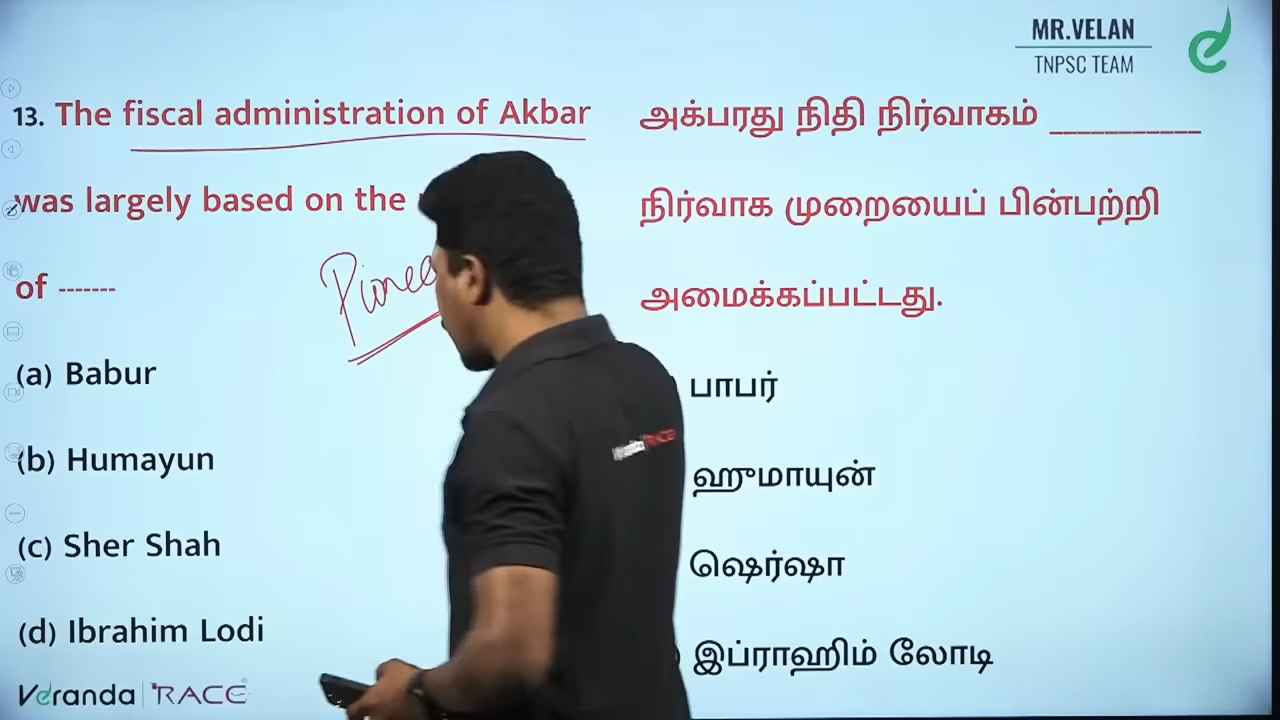 MR.VELAN
TNPSC TEAM
13. The fiscal administration of Akbar
was largely based on the
of -------
(a) Babur
(b) Humayun
(c) Sher Shah
(d) Ibrahim Lodi
அக்பரது நிதி நிர்வாகம் ___________
நிர்வாக முறையைப் பின்பற்றி
அமைக்கப்பட்டது.
பாபர்
ஹுமாயுன்
ஷெர்ஷா
இப்ராஹிம் லோடி
Veranda RACE